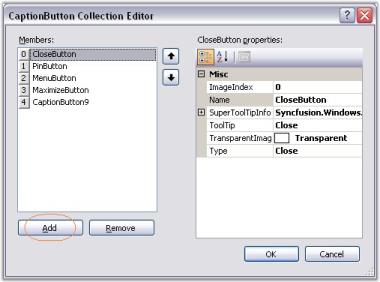 CaptionButton Collection Editor
Members:
0 CloseButton
1 PinButton
2 MenuButton
3 MaximizeButton
4 CaptionButton9
Add
Remove
CloseButton properties:
Misc
ImageIndex 0
Name CloseButton
SuperToolTipInfo Syncfusion.Windows.
ToolTip Close
TransparentImag Transparent
Type Close
OK
Cancel